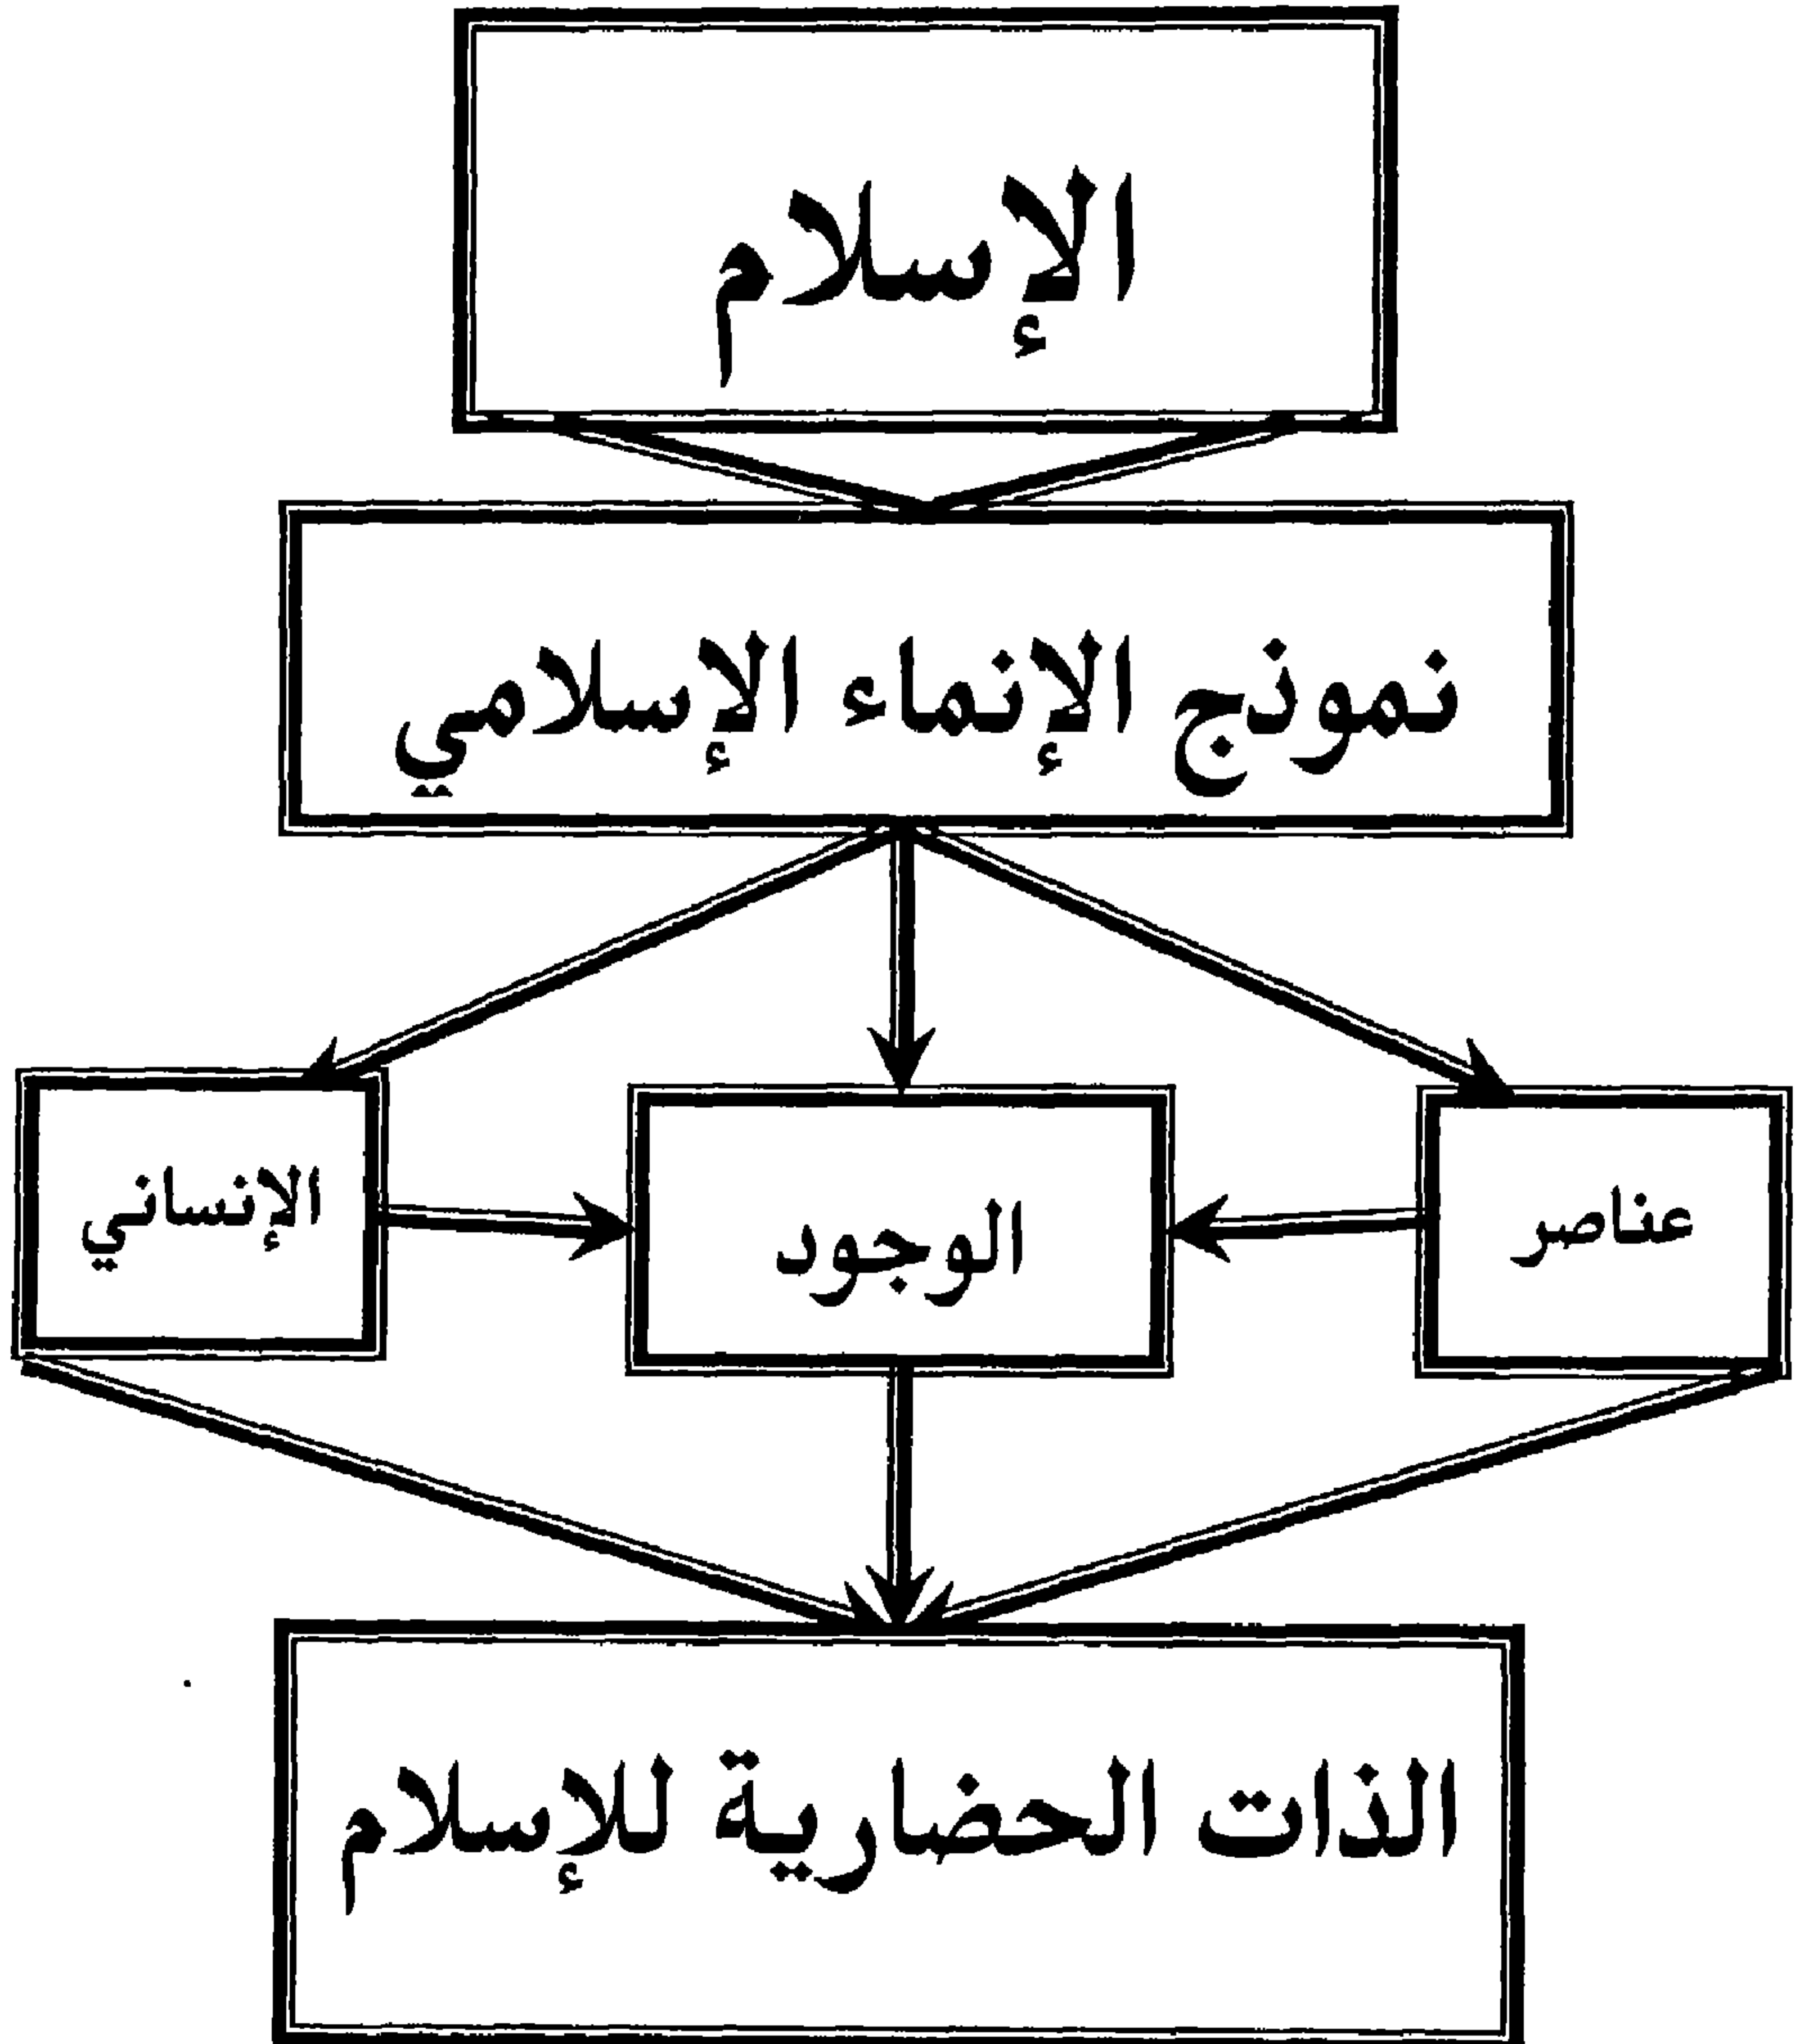 الإسلام
نموذج الإنماء الإسلامي
عناصر
الوجود
الإنساني
الذات الحضارية للإسلام